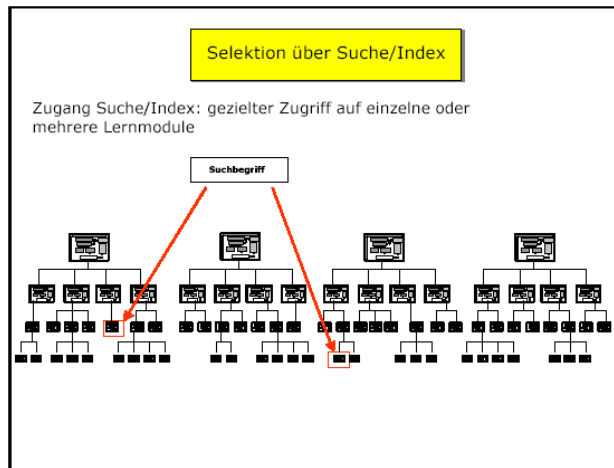 Selektion über Suche/Index
Zugang Suche/Index: gezielter Zugriff auf einzelne oder
mehrere Lernmodule
Suchbegriff